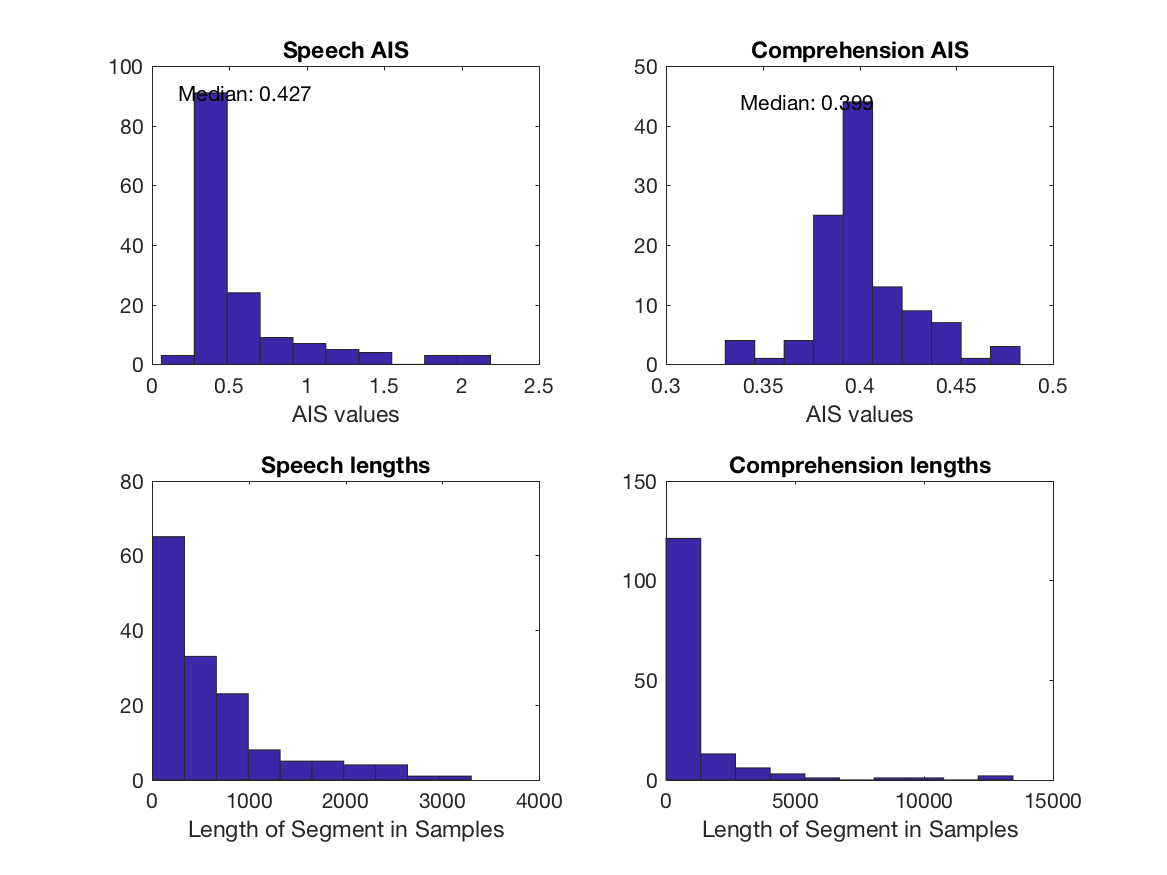 Speech AIS
Median: 0.427
100
80
60
40
20
0
0 0.5 1 1.5 2 2.5
AIS values
Comprehension AIS
Median: 0.399
50
40
30
20
10
0
0.3 0.35 0.4 0.45 0.5
AIS values
Speech lengths
80
60
40
20
0
0 1000 2000 3000 4000
Length of Segment in Samples
Comprehension lengths
150
100
50
0
0 5000 10000 15000
Length of Segment in Samples